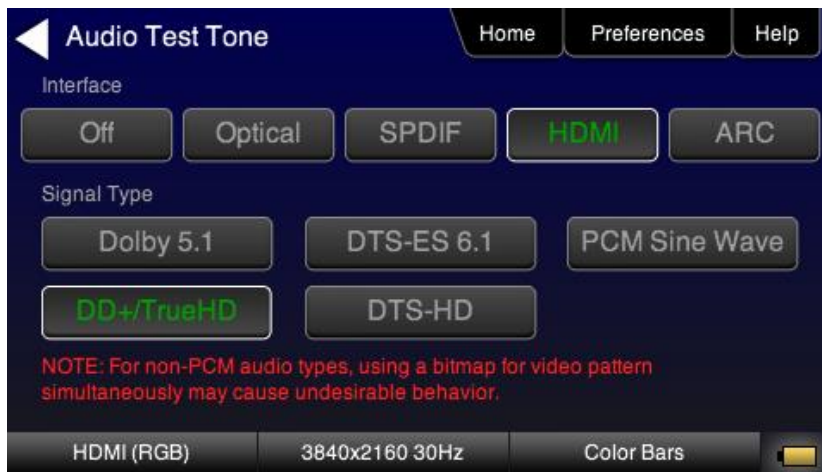 Audio Test Tone
Home
Preferences
Help
Interface
Off
Optical
SPDIF
HDMI
ARC
Signal Type
Dolby 5.1
DTS-ES 6.1
PCM Sine Wave
DD+/TrueHD
DTS-HD
NOTE: For non-PCM audio types, using a bitmap for video pattern
simultaneously may cause undesirable behavior.
HDMI (RGB)
3840x2160 30Hz
Color Bars